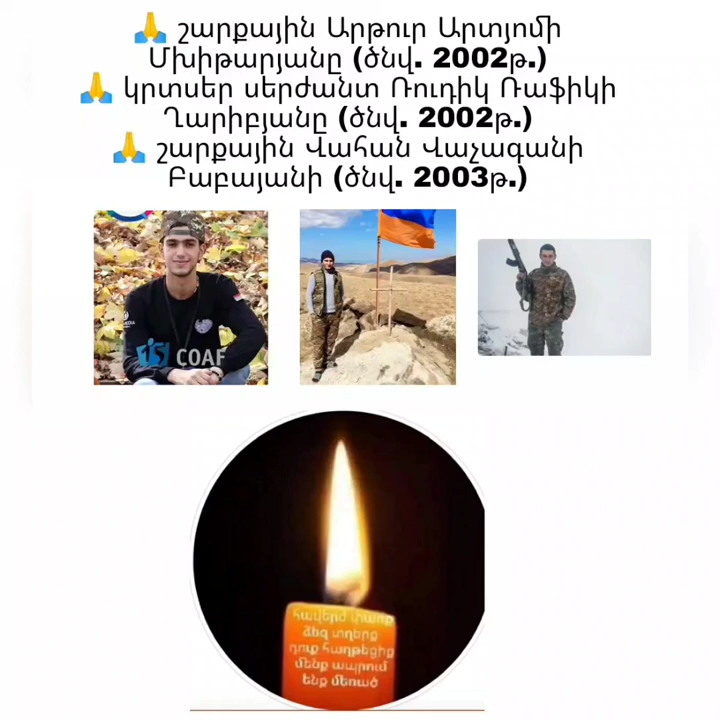 🙏 շարքային Արթուր Արտյոմի
Մխիթարյանը (ծնվ. 2002թ.)
🙏 կրտսեր սերժանտ Ռուդիկ Ռաֆիկի
Ղարիբյանը (ծնվ. 2002թ.)
🙏 շարքային Վահան Վաչագանի
Բաբայանի (ծնվ. 2003թ.)
COAF
հավերժ փառք
ձեզ տղերք
դուք հաղթեցիք
մենք ապրում
ենք մեռած